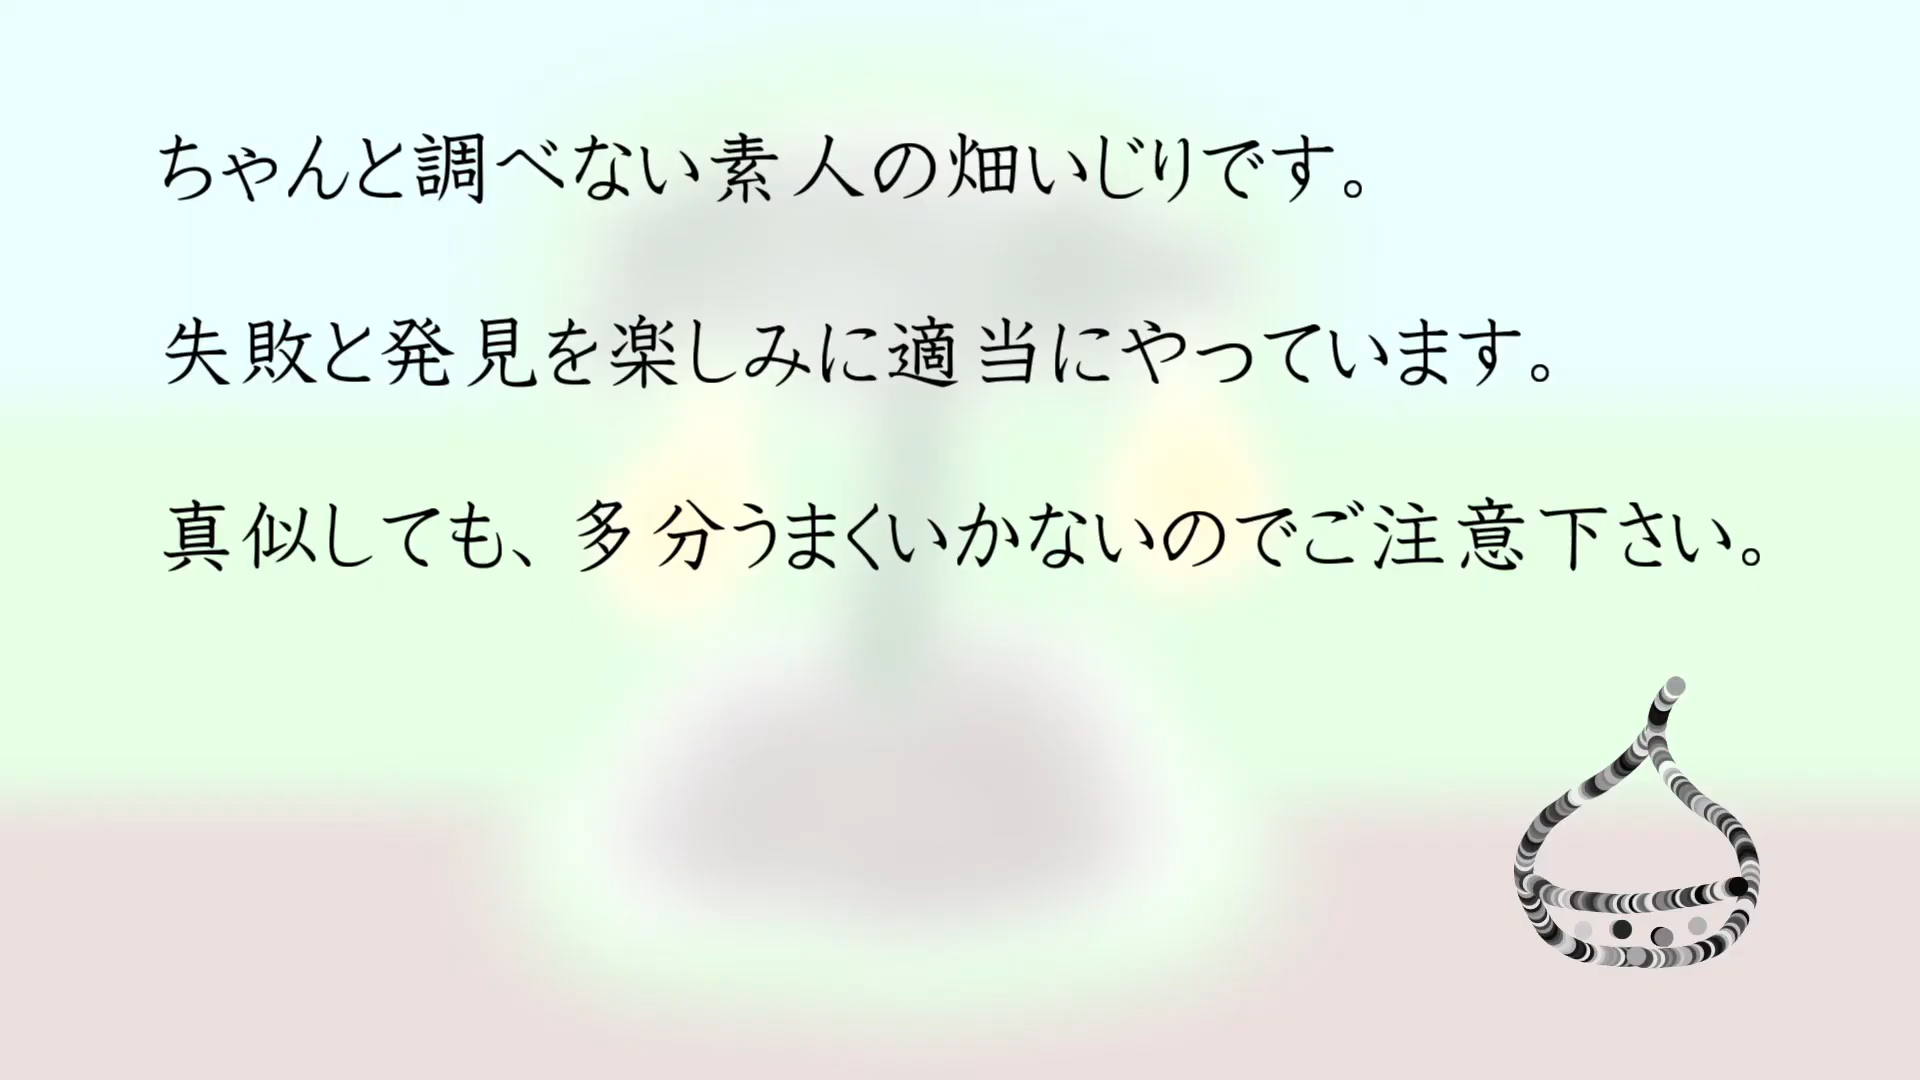 ちゃんと調べない素人の畑いじりです。
失敗と発見を楽しみに適当にやっています。
真似しても、多分うまくいかないのでご注意下さい。